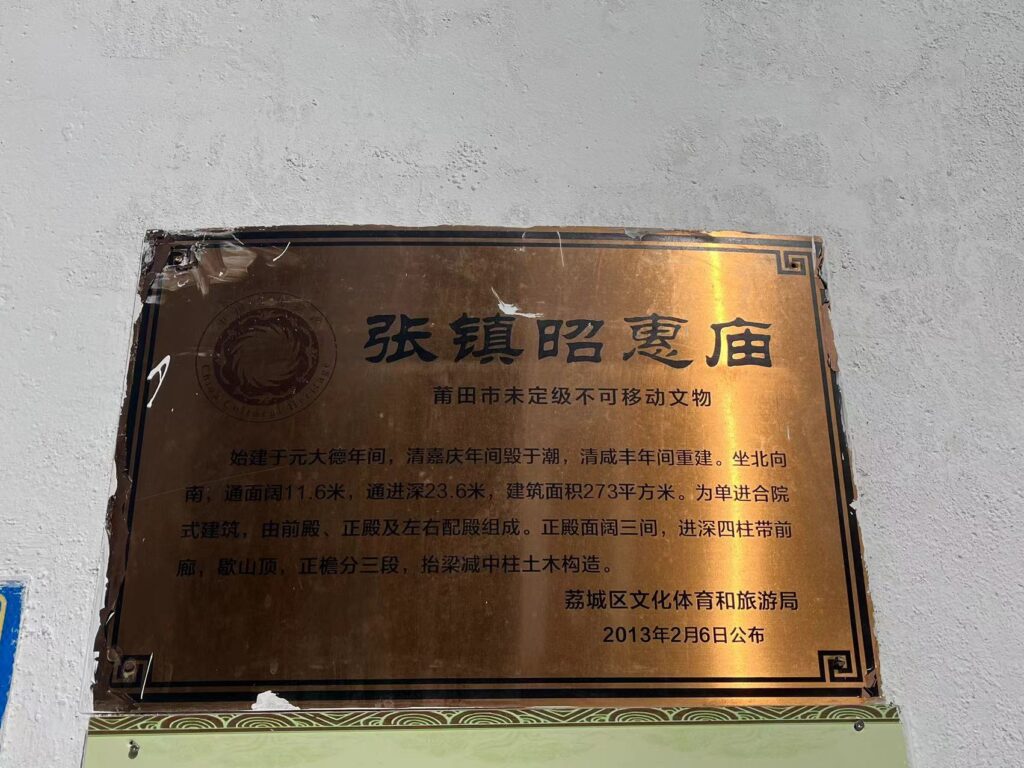 张镇昭惠庙
莆田市未定级不可移动文物
始建于元大德年间，清嘉庆年间毁于潮，清咸丰年间重建。坐北向
南，通面阔11.6米，通进深23.6米，建筑面积273平方米。为单进合院
式建筑，由前殿、正殿及左右配殿组成。正殿面阔三间，进深四柱带前
廊，歇山顶，正檐分三段，抬梁减中柱土木构造。
荔城区文化体育和旅游局
2013年2月6日公布
China Cultural Heritage